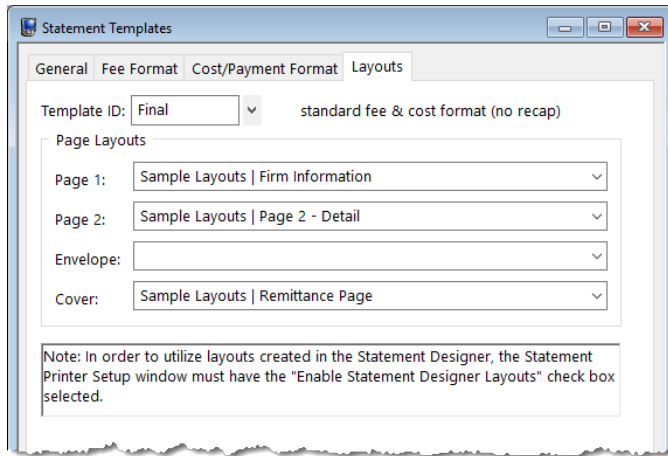 Statement Templates
General Fee Format Cost/Payment Format Layouts
Template ID: Final standard fee & cost format (no recap)
Page Layouts
Page 1: Sample Layouts | Firm Information
Page 2: Sample Layouts | Page 2 - Detail
Envelope:
Cover: Sample Layouts | Remittance Page
Note: In order to utilize layouts created in the Statement Designer, the Statement
Printer Setup window must have the "Enable Statement Designer Layouts" check box
selected.